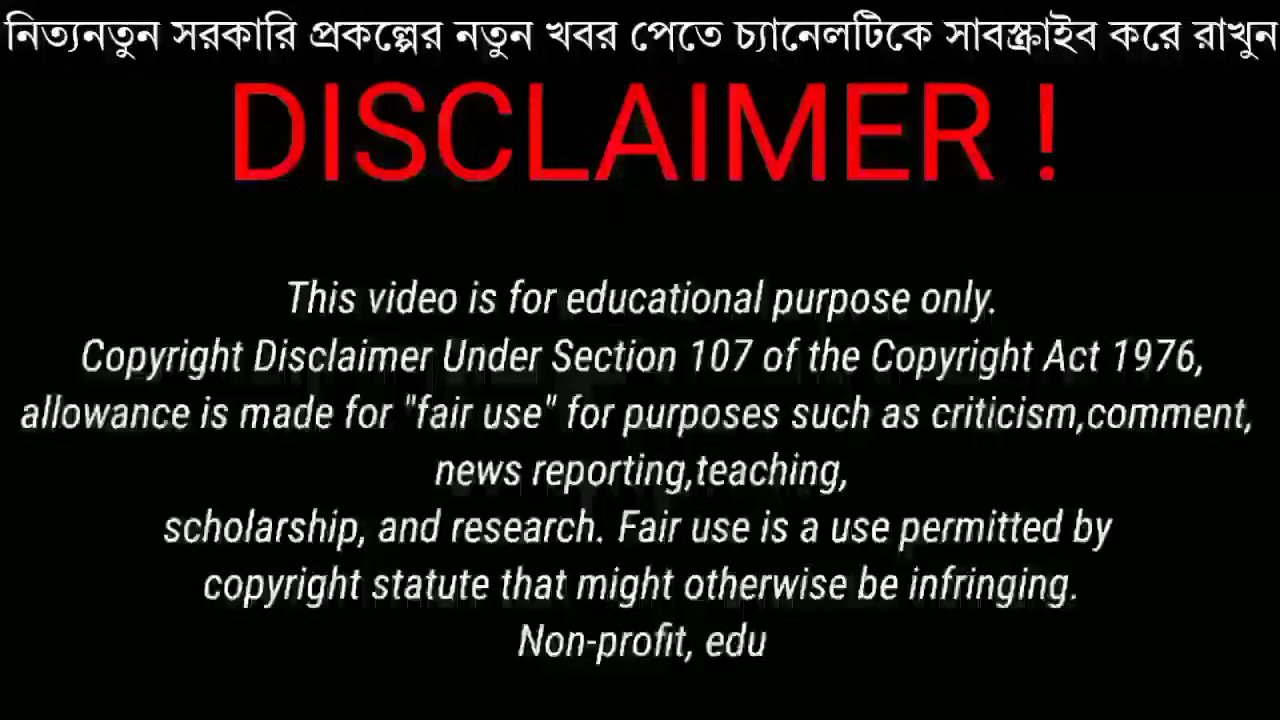 নিত্যনতুন সরকারি প্রকল্পের নতুন খবর পেতে চ্যানেলটিকে সাবস্ক্রাইব করে রাখুন
DISCLAIMER !
This video is for educational purpose only.
Copyright Disclaimer Under Section 107 of the Copyright Act 1976,
allowance is made for "fair use" for purposes such as criticism,comment,
news reporting,teaching,
scholarship, and research. Fair use is a use permitted by
copyright statute that might otherwise be infringing.
Non-profit, edu